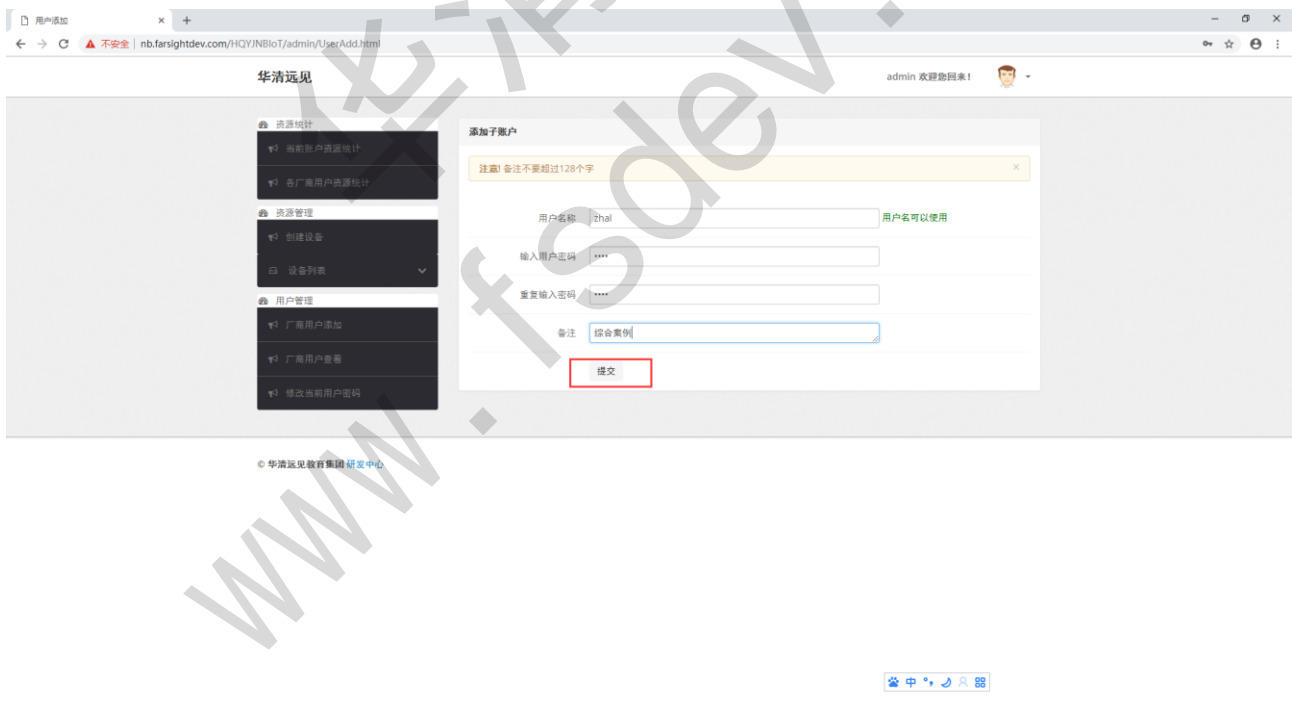 用户添加
不安全 | nb.farsightdev.com/HQYJNBIoT/admin/UserAdd.html
华清远见
admin 欢迎您回来!
资源统计
当前账户资源统计
各厂商用户资源统计
资源管理
创建设备
设备列表
用户管理
厂商用户添加
厂商用户查看
修改当前用户密码
添加子账户
注意! 备注不要超过128个字
用户名称 zhal 用户名可以使用
输入用户密码 ••••
重复输入密码 ••••
备注 综合案例
提交
© 华清远见教育集团 研发中心
中
www.fsdev.